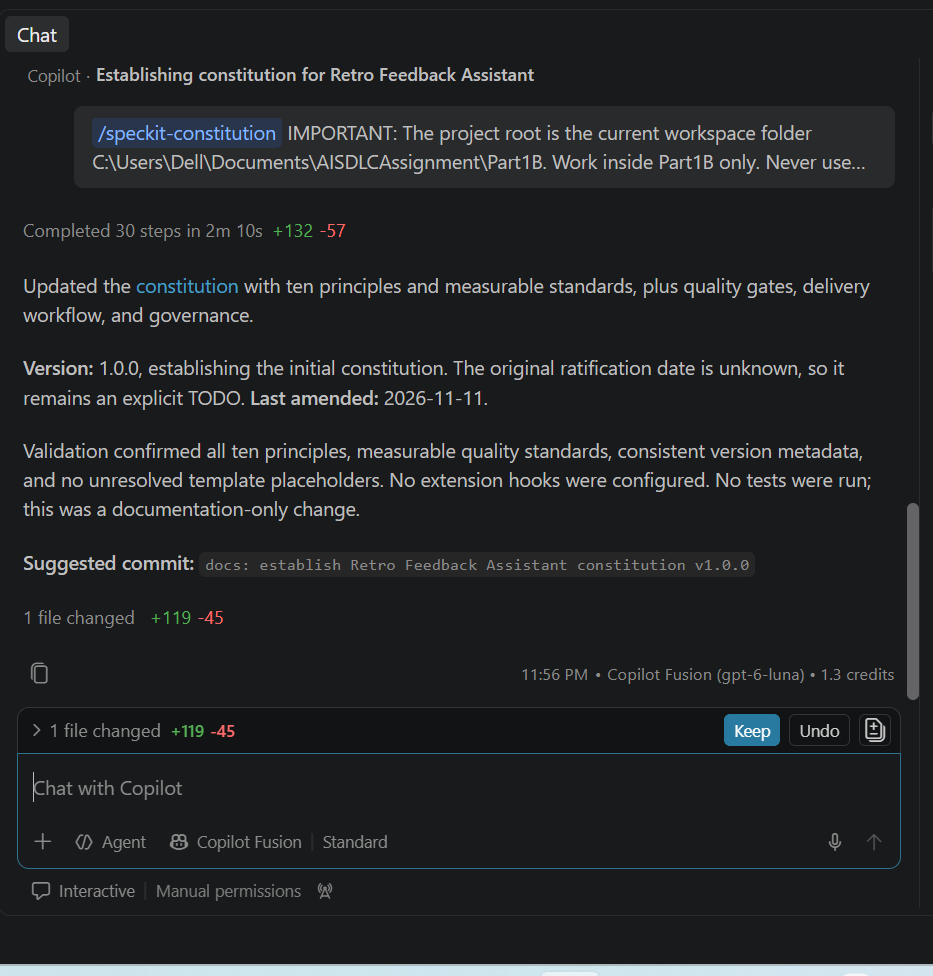 Chat
Copilot · Establishing constitution for Retro Feedback Assistant
/speckit-constitution IMPORTANT: The project root is the current workspace folder
C:\Users\Dell\Documents\AISDLCAssignment\Part1B. Work inside Part1B only. Never use...
Completed 30 steps in 2m 10s +132 -57
Updated the constitution with ten principles and measurable standards, plus quality gates, delivery
workflow, and governance.
Version: 1.0.0, establishing the initial constitution. The original ratification date is unknown, so it
remains an explicit TODO. Last amended: 2026-11-11.
Validation confirmed all ten principles, measurable quality standards, consistent version metadata,
and no unresolved template placeholders. No extension hooks were configured. No tests were run;
this was a documentation-only change.
Suggested commit: docs: establish Retro Feedback Assistant constitution v1.0.0
1 file changed +119 -45
11:56 PM • Copilot Fusion (gpt-6-luna) • 1.3 credits
1 file changed +119 -45 Keep Undo
Chat with Copilot
Agent Copilot Fusion Standard
Interactive Manual permissions